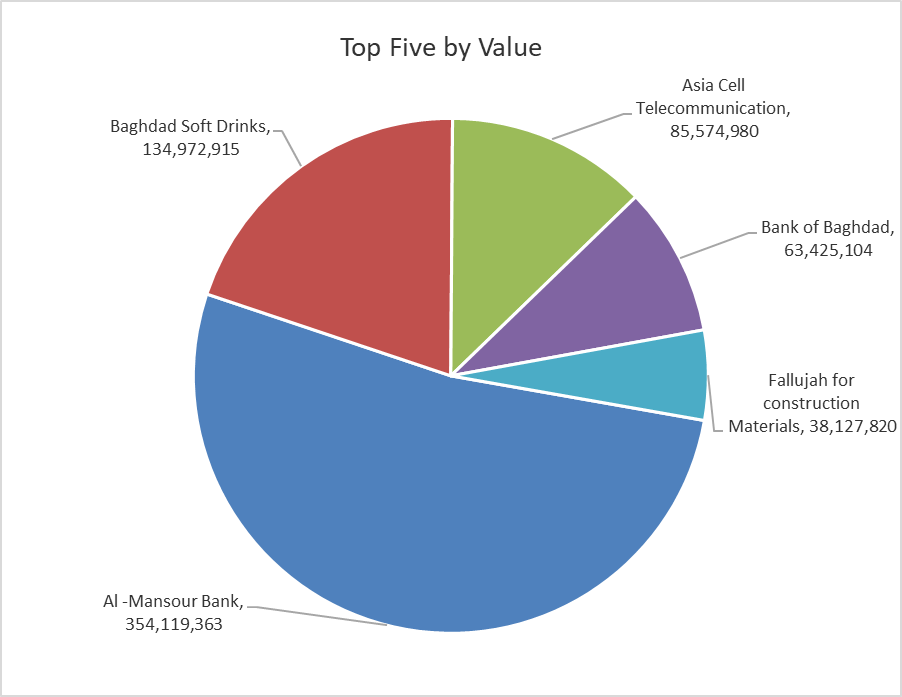 Top Five by Value
Asia Cell
Telecommunication,
85,574,980
Baghdad Soft Drinks,
134,972,915
Bank of Baghdad,
63,425,104
Fallujah for
construction
Materials, 38,127,820
Al -Mansour Bank,
354,119,363